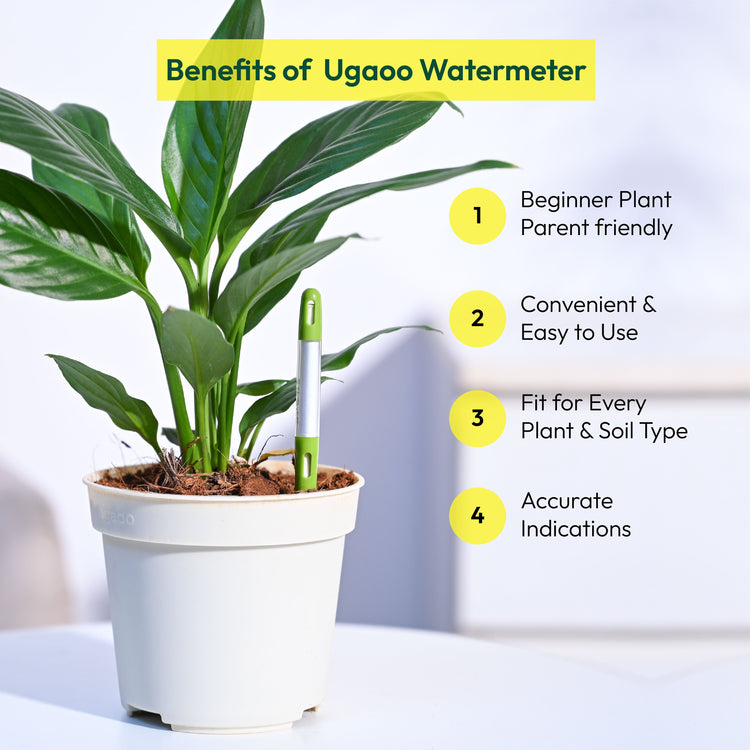 Benefits of Ugaoo Watermeter
1
Beginner Plant
Parent friendly
2
Convenient &
Easy to Use
3
Fit for Every
Plant & Soil Type
4
Accurate
Indications